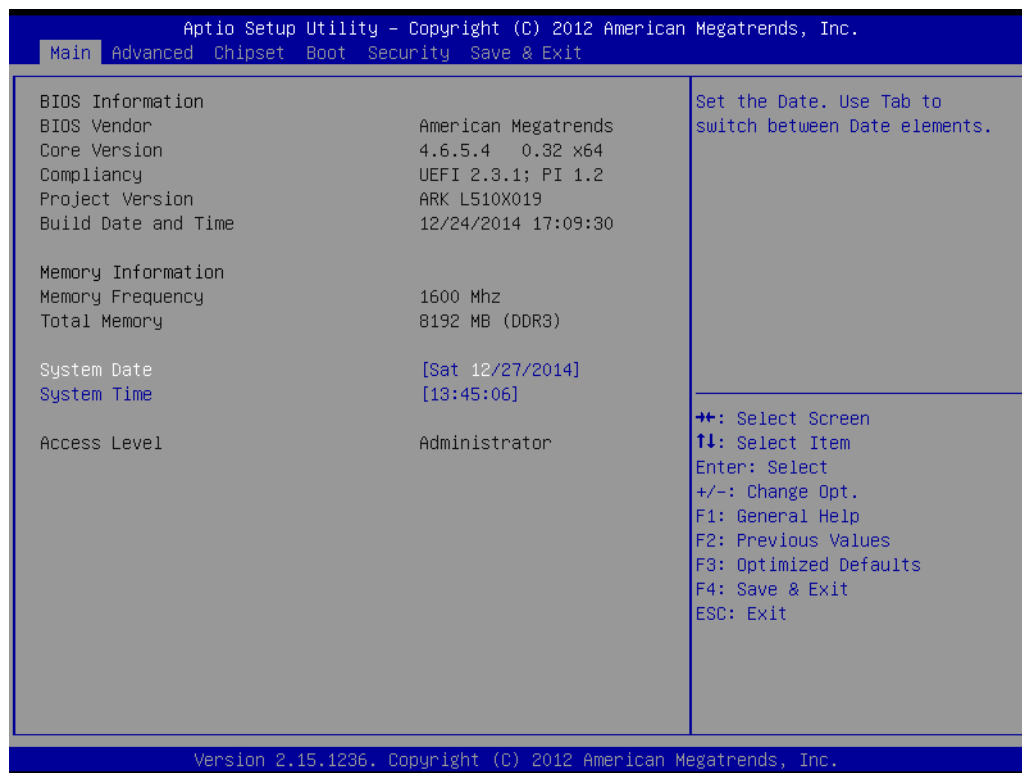 Aptio Setup Utility – Copyright (C) 2012 American Megatrends, Inc.
Main Advanced Chipset Boot Security Save & Exit
BIOS Information
BIOS Vendor American Megatrends
Core Version 4.6.5.4 0.32 x64
Compliancy UEFI 2.3.1; PI 1.2
Project Version ARK L510X019
Build Date and Time 12/24/2014 17:09:30
Memory Information
Memory Frequency 1600 Mhz
Total Memory 8192 MB (DDR3)
System Date [Sat 12/27/2014]
System Time [13:45:06]
Access Level Administrator
Set the Date. Use Tab to
switch between Date elements.
→←: Select Screen
↑↓: Select Item
Enter: Select
+/-: Change Opt.
F1: General Help
F2: Previous Values
F3: Optimized Defaults
F4: Save & Exit
ESC: Exit
Version 2.15.1236. Copyright (C) 2012 American Megatrends, Inc.